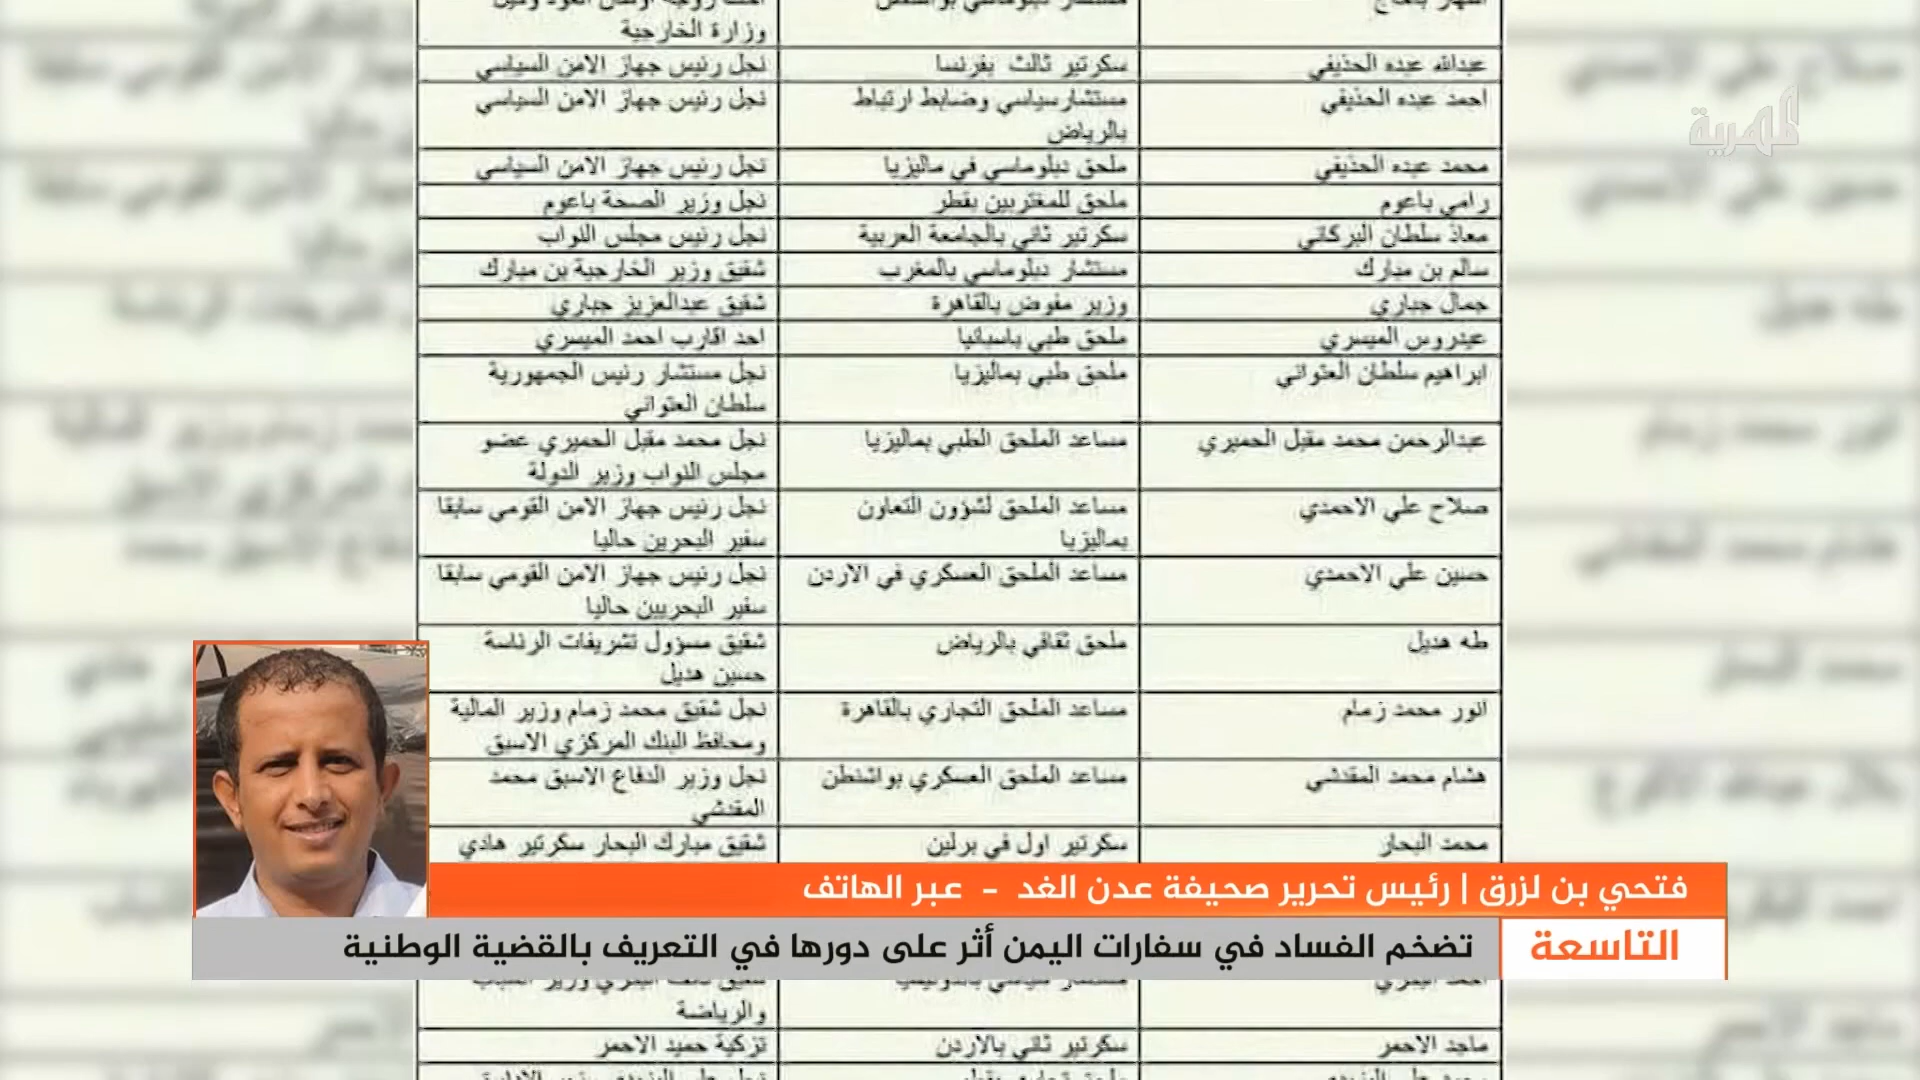 وزارة الخارجية
عبدالله عبده الحذيفي سكرتير ثالث بفرنسا نجل رئيس جهاز الامن السياسي
احمد عبده الحذيفي مستشار سياسي وضابط ارتباط نجل رئيس جهاز الامن السياسي
بالرياض
محمد عبده الحذيفي ملحق دبلوماسي في ماليزيا نجل رئيس جهاز الامن السياسي
رامي باعوم ملحق للمغتربين بقطر نجل وزير الصحة باعوم
معاذ سلطان البركاني سكرتير ثاني بالجامعة العربية نجل رئيس مجلس النواب
سالم بن مبارك مستشار دبلوماسي بالمغرب شقيق وزير الخارجية بن مبارك
جمال جباري وزير مفوض بالقاهرة شقيق عبدالعزيز جباري
عيدروس الميسري ملحق طبي باسبانيا احد اقارب احمد الميسري
ابراهيم سلطان العتواني ملحق طبي بماليزيا نجل مستشار رئيس الجمهورية
سلطان العتواني
عبدالرحمن محمد مقبل الحميري مساعد الملحق الطبي بماليزيا نجل محمد مقبل الحميري عضو
مجلس النواب وزير الدولة
صلاح علي الاحمدي مساعد الملحق لشؤون التعاون نجل رئيس جهاز الامن القومي سابقا
بماليزيا سفير البحرين حاليا
حسين علي الاحمدي مساعد الملحق العسكري في الاردن نجل رئيس جهاز الامن القومي سابقا
سفير البحريين حاليا
طه هديل ملحق ثقافي بالرياض شقيق مسؤول تشريفات الرئاسة
حسين هديل
انور محمد زمام مساعد الملحق التجاري بالقاهرة نجل شقيق محمد زمام وزير المالية
ومحافظ البنك المركزي الاسبق
هشام محمد المقدشي مساعد الملحق العسكري بواشنطن نجل وزير الدفاع الاسبق محمد
المقدشي
محمد البحار سكرتير اول في برلين شقيق مبارك البحار سكرتير هادي
فتحي بن لزرق | رئيس تحرير صحيفة عدن الغد - عبر الهاتف
التاسعة
تضخم الفساد في سفارات اليمن أثر على دورها في التعريف بالقضية الوطنية
والرياضة
ماجد الاحمر سكرتير ثاني بالاردن تزكية حميد الاحمر
المهرية